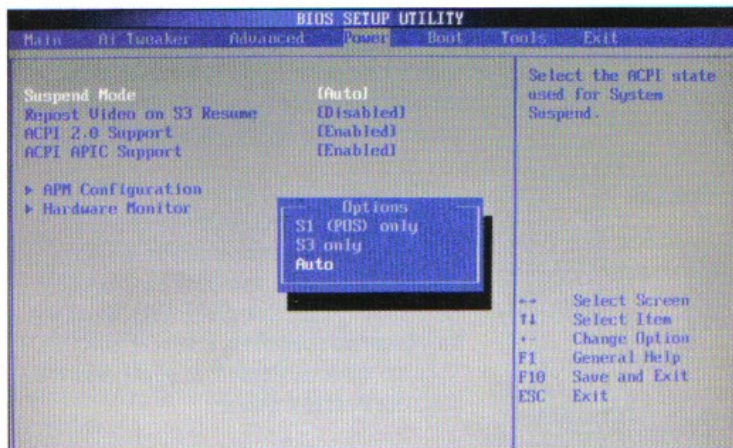 BIOS SETUP UTILITY
Main Ai Tweaker Advanced Power Boot Tools Exit
Suspend Mode [Auto]
Repost Video on S3 Resume [Disabled]
ACPI 2.0 Support [Enabled]
ACPI APIC Support [Enabled]
▶ APM Configuration
▶ Hardware Monitor
Options
S1 (POS) only
S3 only
Auto
Select the ACPI state
used for System
Suspend.
←→ Select Screen
↑↓ Select Item
+- Change Option
F1 General Help
F10 Save and Exit
ESC Exit